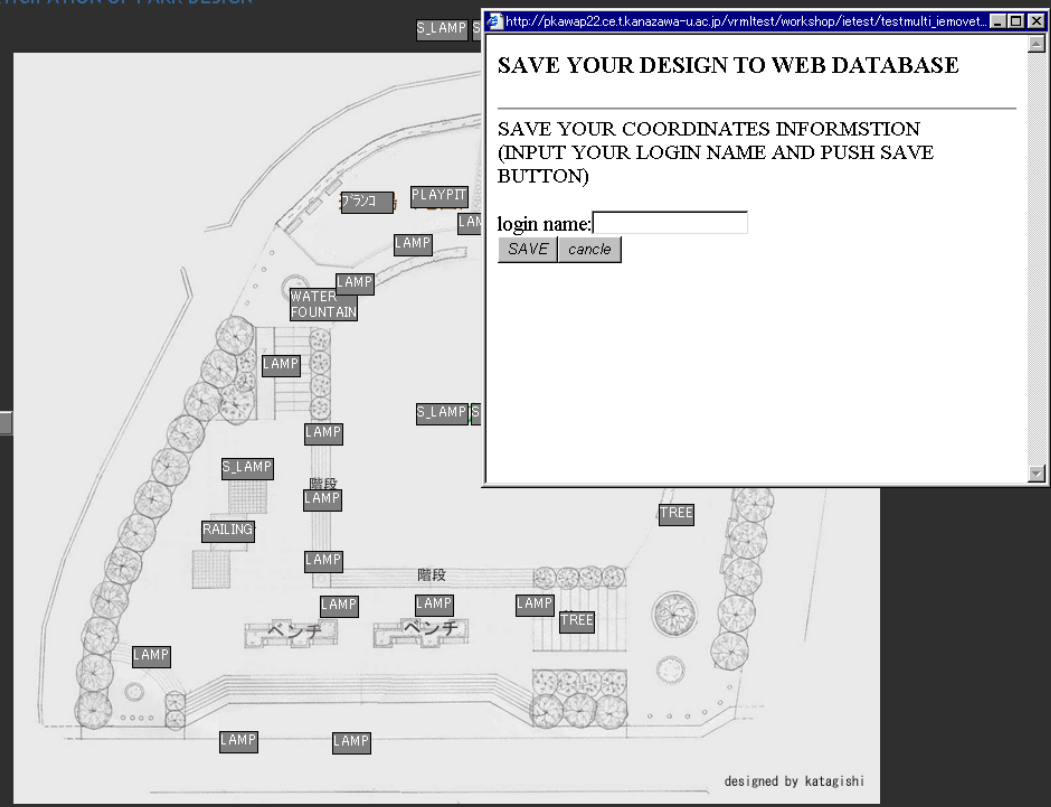 PARK DESIGN
S_LAMP
http://pkawap22.ce.t.kanazawa-u.ac.jp/vrmltest/workshop/ietest/testmulti_iemovet...
SAVE YOUR DESIGN TO WEB DATABASE
SAVE YOUR COORDINATES INFORMSTION
(INPUT YOUR LOGIN NAME AND PUSH SAVE
BUTTON)
login name:
SAVE cancle
ブランコ
PLAYPIT
LAMP
LAMP
WATER
FOUNTAIN
LAMP
S_LAMP
LAMP
S_LAMP
階段
LAMP
TREE
RAILING
LAMP
階段
LAMP
LAMP
LAMP
TREE
ベンチ
ベンチ
LAMP
LAMP
LAMP
designed by katagishi